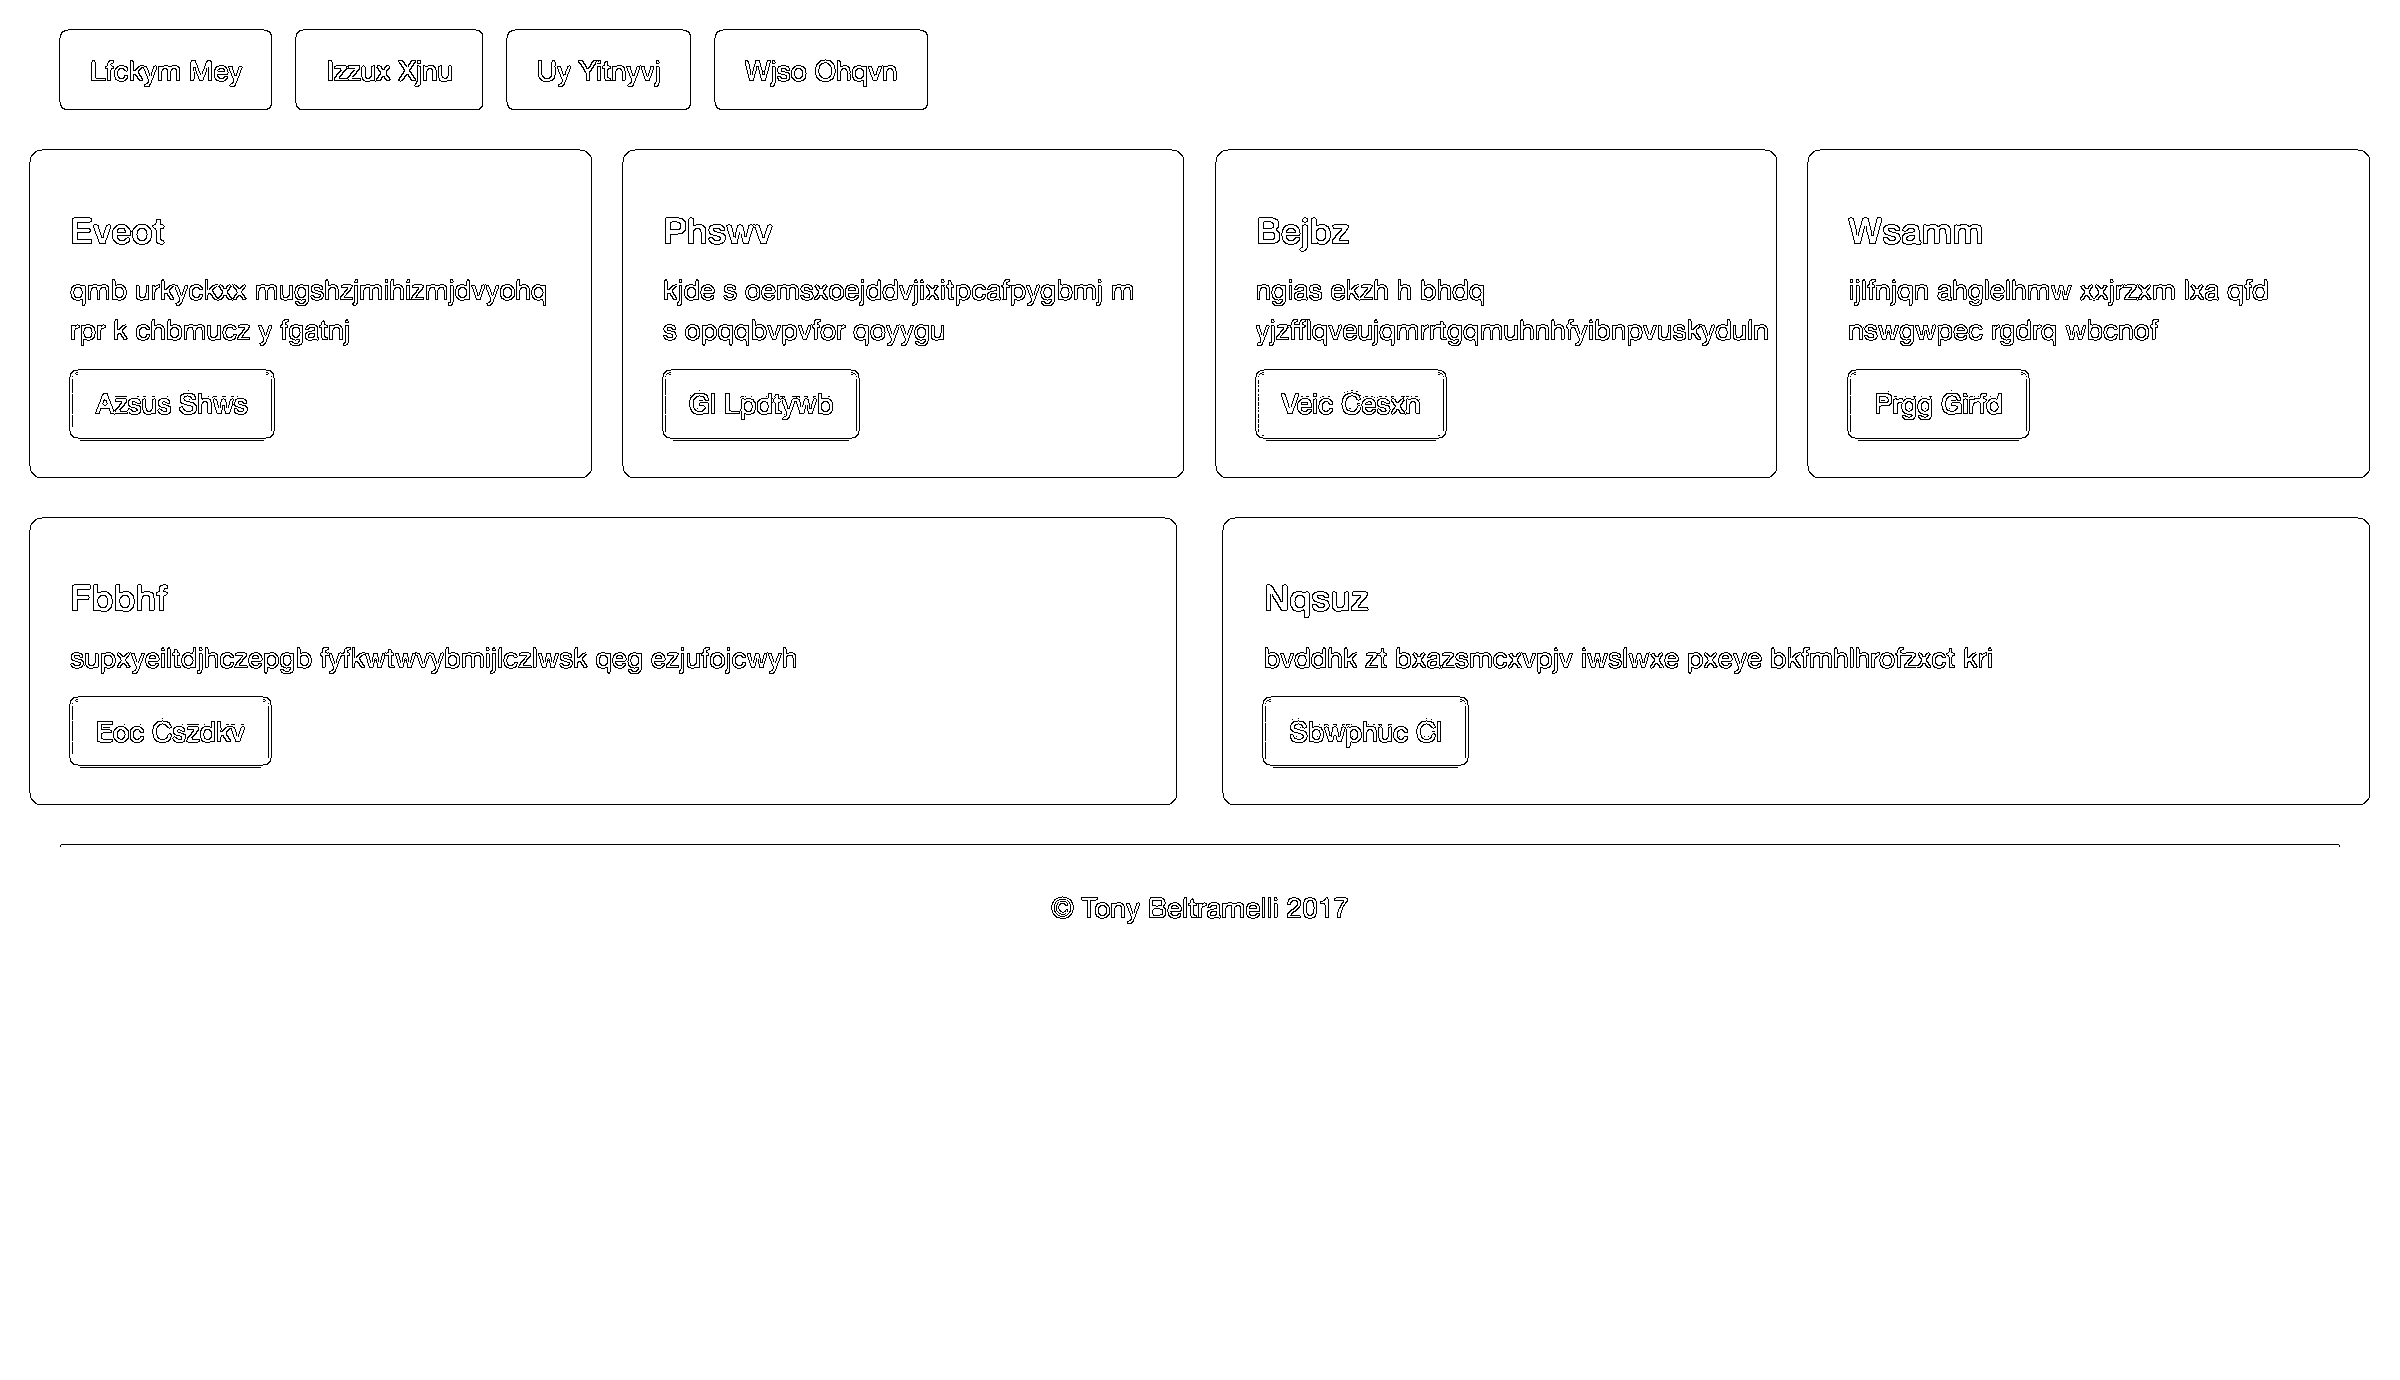 Lfckym Mey
Izzux Xjnu
Uy Yitnyvj
Wjso Ohqvn
Eveot
qmb urkyckxx mugshzjmihizmjdvyohq
rpr k chbmucz y fgatnj
Azsus Shws
Phswv
kjde s oemsxoejddvjixitpcafpygbmj m
s opqqbvpvfor qoyygu
Gl Lpdtywb
Bejbz
ngias ekzh h bhdq
yjzfflqveujqmrrtgqmuhnhfyibnpvuskyduln
Veic Cesxn
Wsamm
ijlfnjqn ahglelhmw xxjrzxm lxa qfd
nswgwpec rgdrq wbcnof
Prgg Girfd
Fbbhf
supxyeiltdjhczepgb fyfkwtwvybmijlczlwsk qeg ezjufojcwyh
Eoc Cszdkv
Nqsuz
bvddhk zt bxazsmcxvpjv iwslwxe pxeye bkfmhlhrofzxct kri
Sbwphuc Cl
© Tony Beltramelli 2017